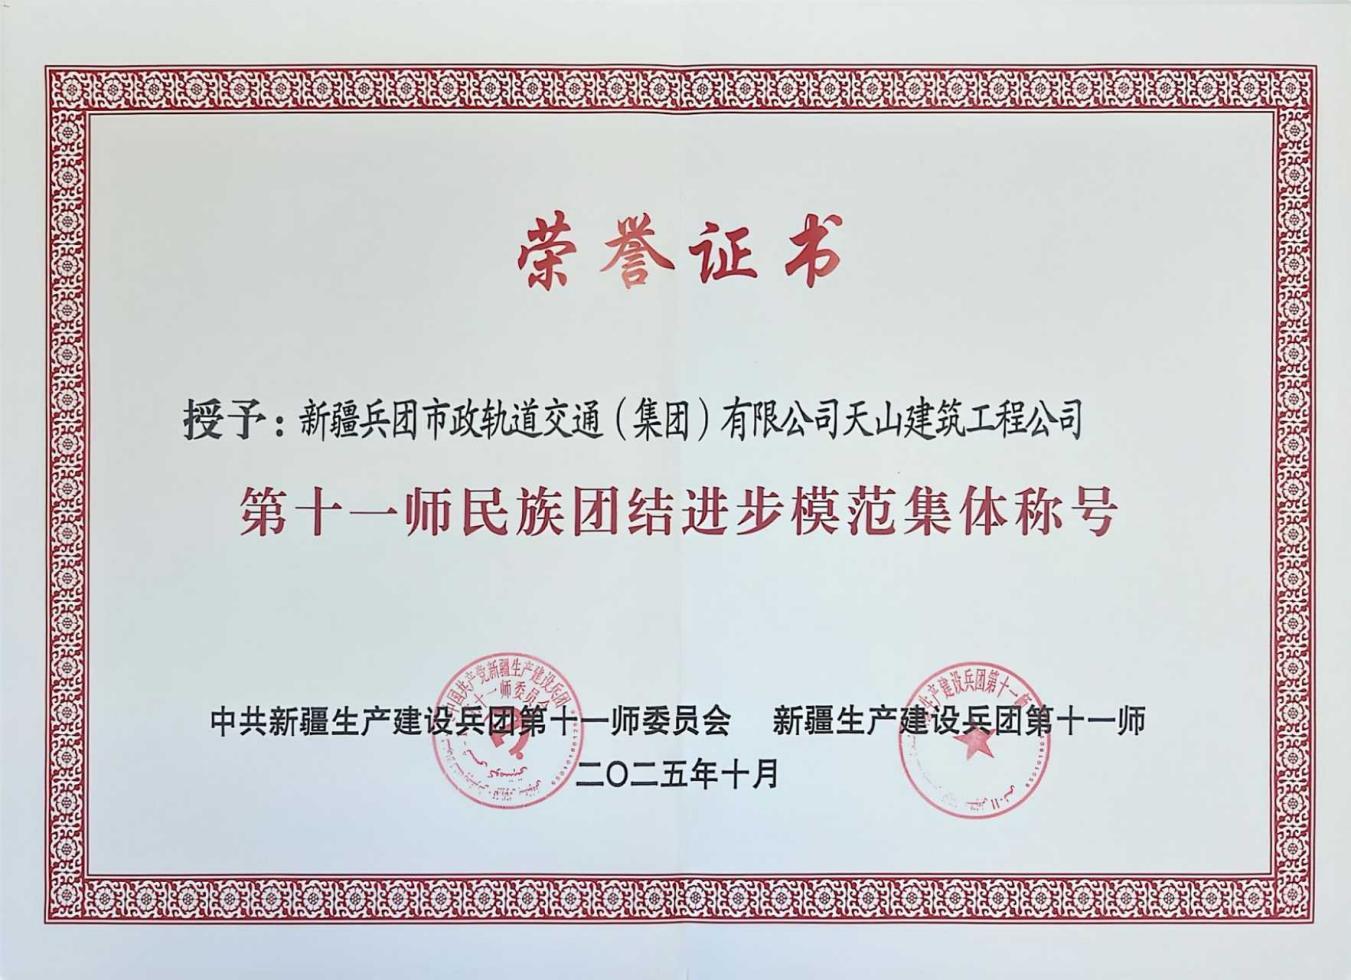 荣誉证书
授予：新疆兵团市政轨道交通（集团）有限公司天山建筑工程公司
第十一师民族团结进步模范集体称号
中共新疆生产建设兵团第十一师委员会 新疆生产建设兵团第十一师
二〇二五年十月